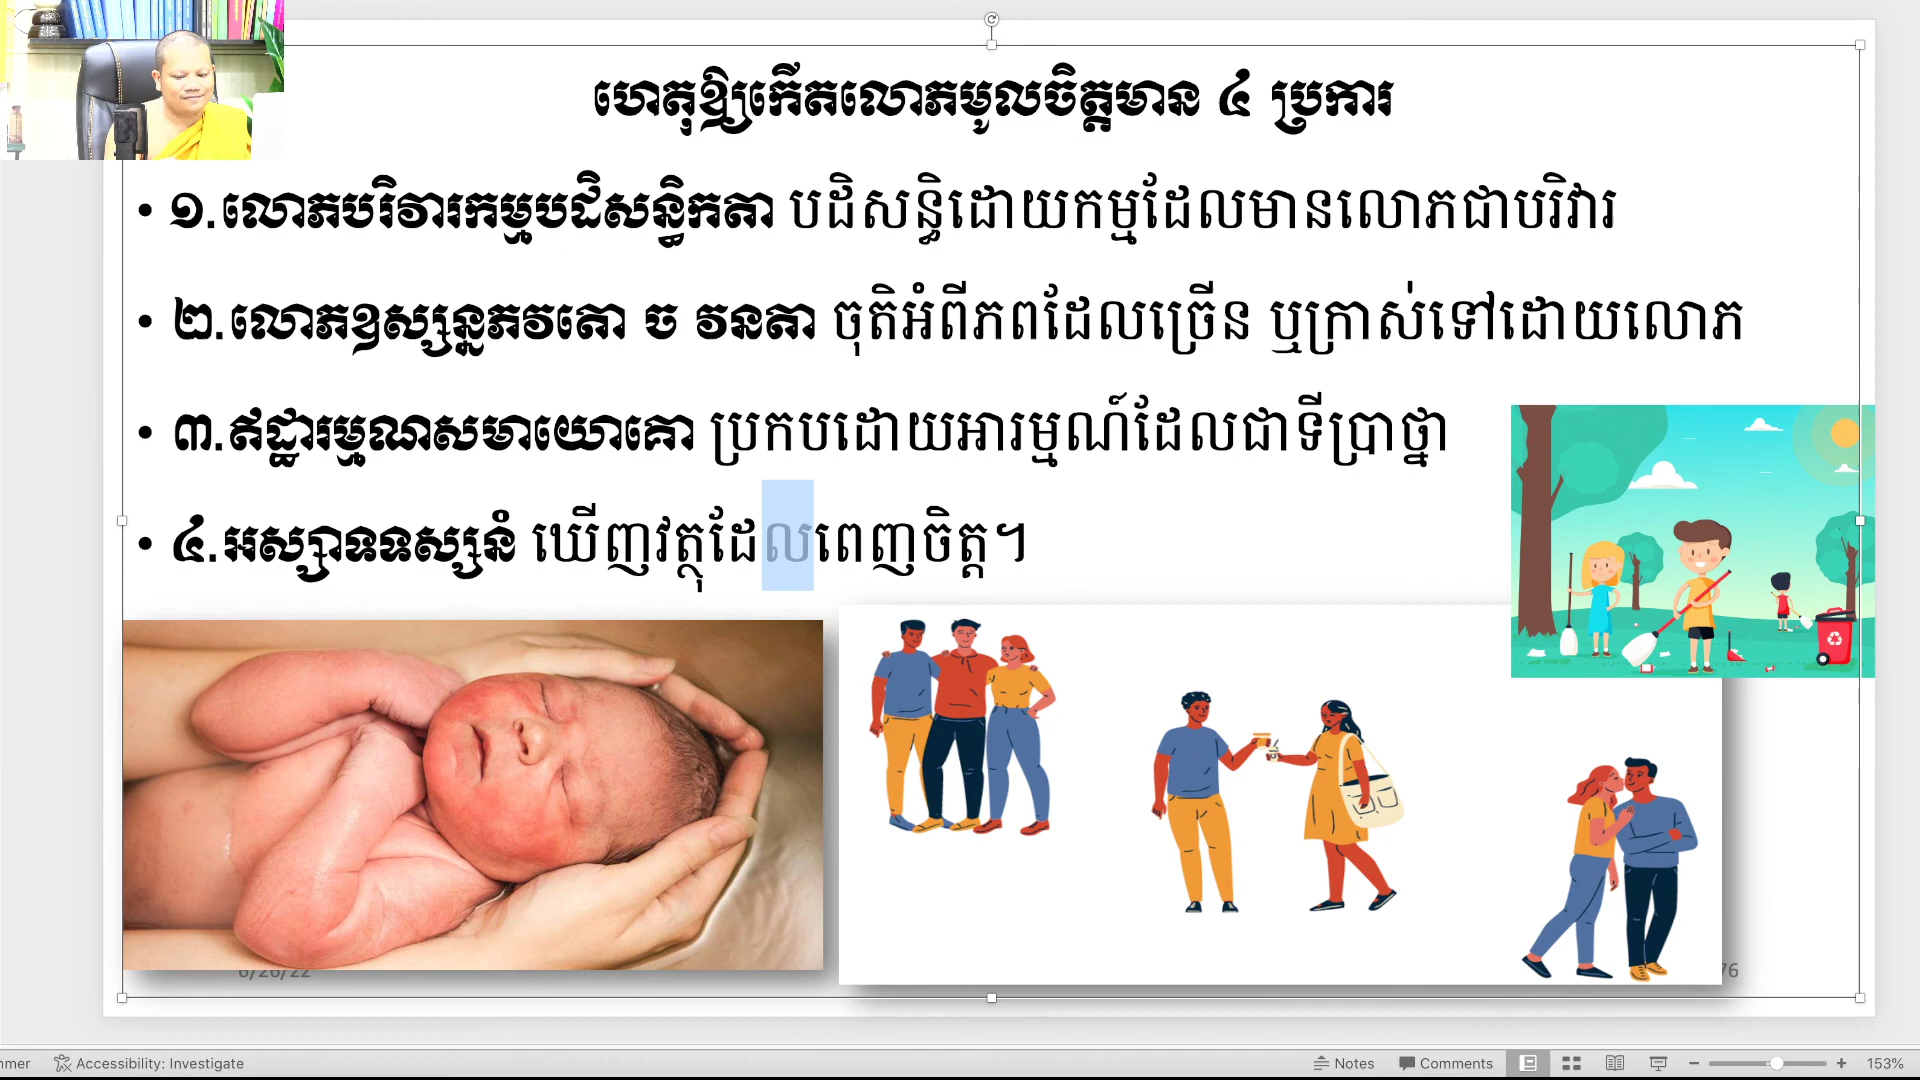 ហេតុឱ្យកើតលោភមូលចិត្តមាន ៤ ប្រការ
• ១.លោភបរិវារកម្មបដិសន្ធិកតា បដិសន្ធិដោយកម្មដែលមានលោភជាបរិវារ
• ២.លោភឧស្សន្នភវតោ ច វនតា ចុតិអំពីភពដែលច្រើន ឬក្រាស់ទៅដោយលោភ
• ៣.ឥដ្ឋារម្មណសមាយោគោ ប្រកបដោយអារម្មណ៍ដែលជាទីប្រាថ្នា
• ៤.អស្សាទទស្សនំ ឃើញវត្ថុដែលពេញចិត្ត។
6/26/22
76
Accessibility: Investigate
Notes
Comments
153%